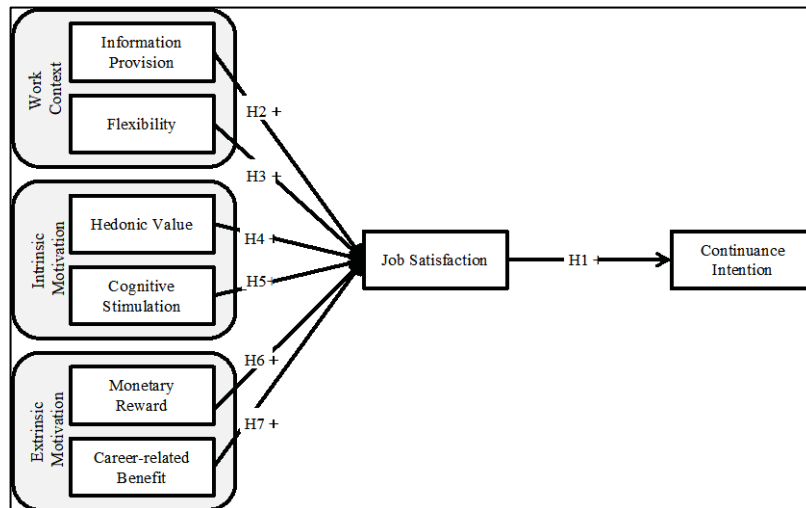 Work
Context
Information
Provision
Flexibility
H2 +
H3 +
Intrinsic
Motivation
Hedonic Value
Cognitive
Stimulation
H4 +
H5+
Extrinsic
Motivation
Monetary
Reward
Career-related
Benefit
H6 +
H7 +
Job Satisfaction
H1 +
Continuance
Intention